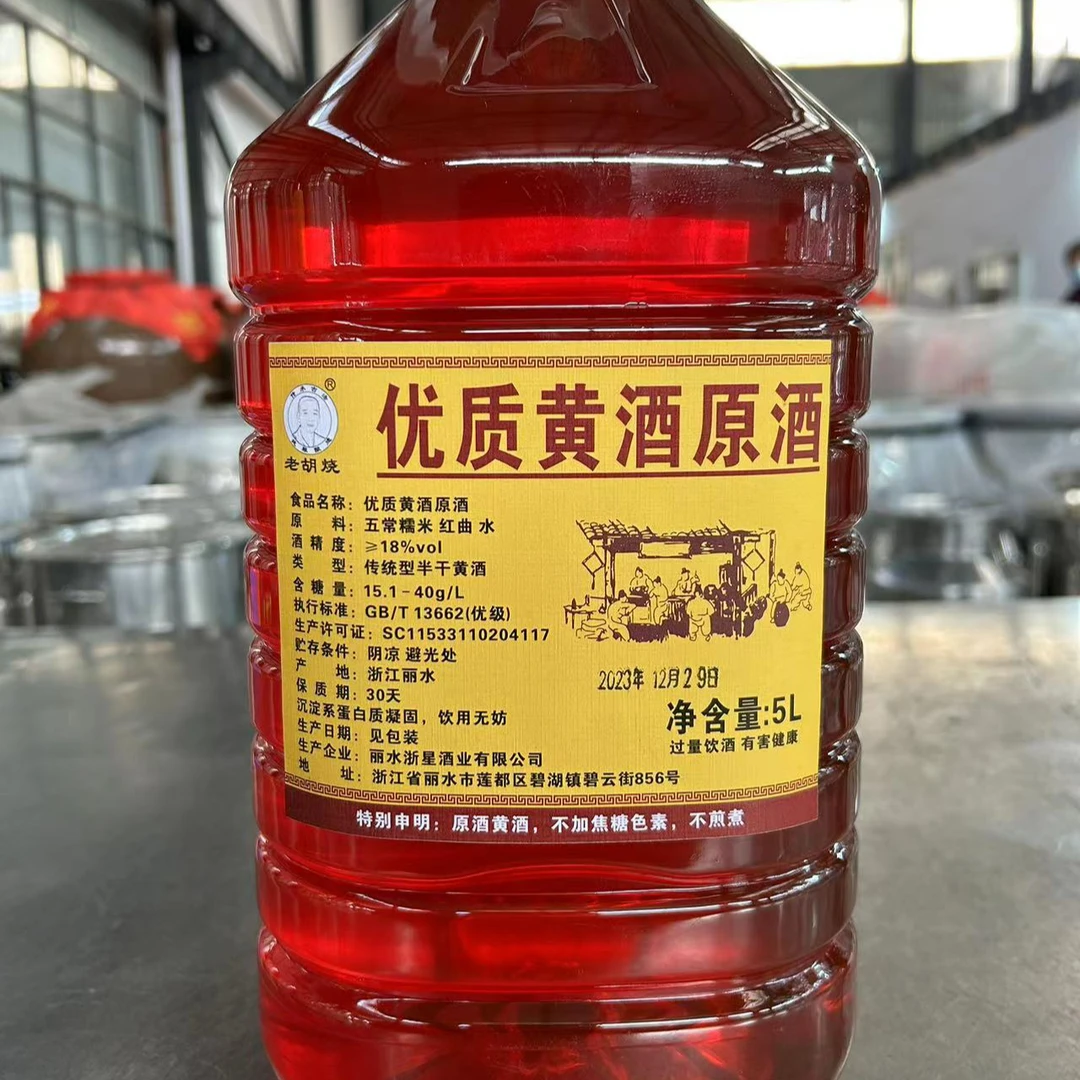 ®
老胡烧
优质黄酒原酒
食品名称：优质黄酒原酒
原 料：五常糯米 红曲 水
酒 精 度：≥18%vol
类 型：传统型半干黄酒
含 糖 量：15.1-40g/L
执行标准：GB/T 13662(优级)
生产许可证：SC11533110204117
贮存条件：阴凉 避光处
产 地：浙江丽水
保 质 期：30天
沉淀系蛋白质凝固，饮用无妨
生产日期：见包装
生产企业：丽水浙星酒业有限公司
地 址：浙江省丽水市莲都区碧湖镇碧云街856号
2023年 12月29日
净含量:5L
过量饮酒 有害健康
特别申明：原酒黄酒，不加焦糖色素，不煎煮